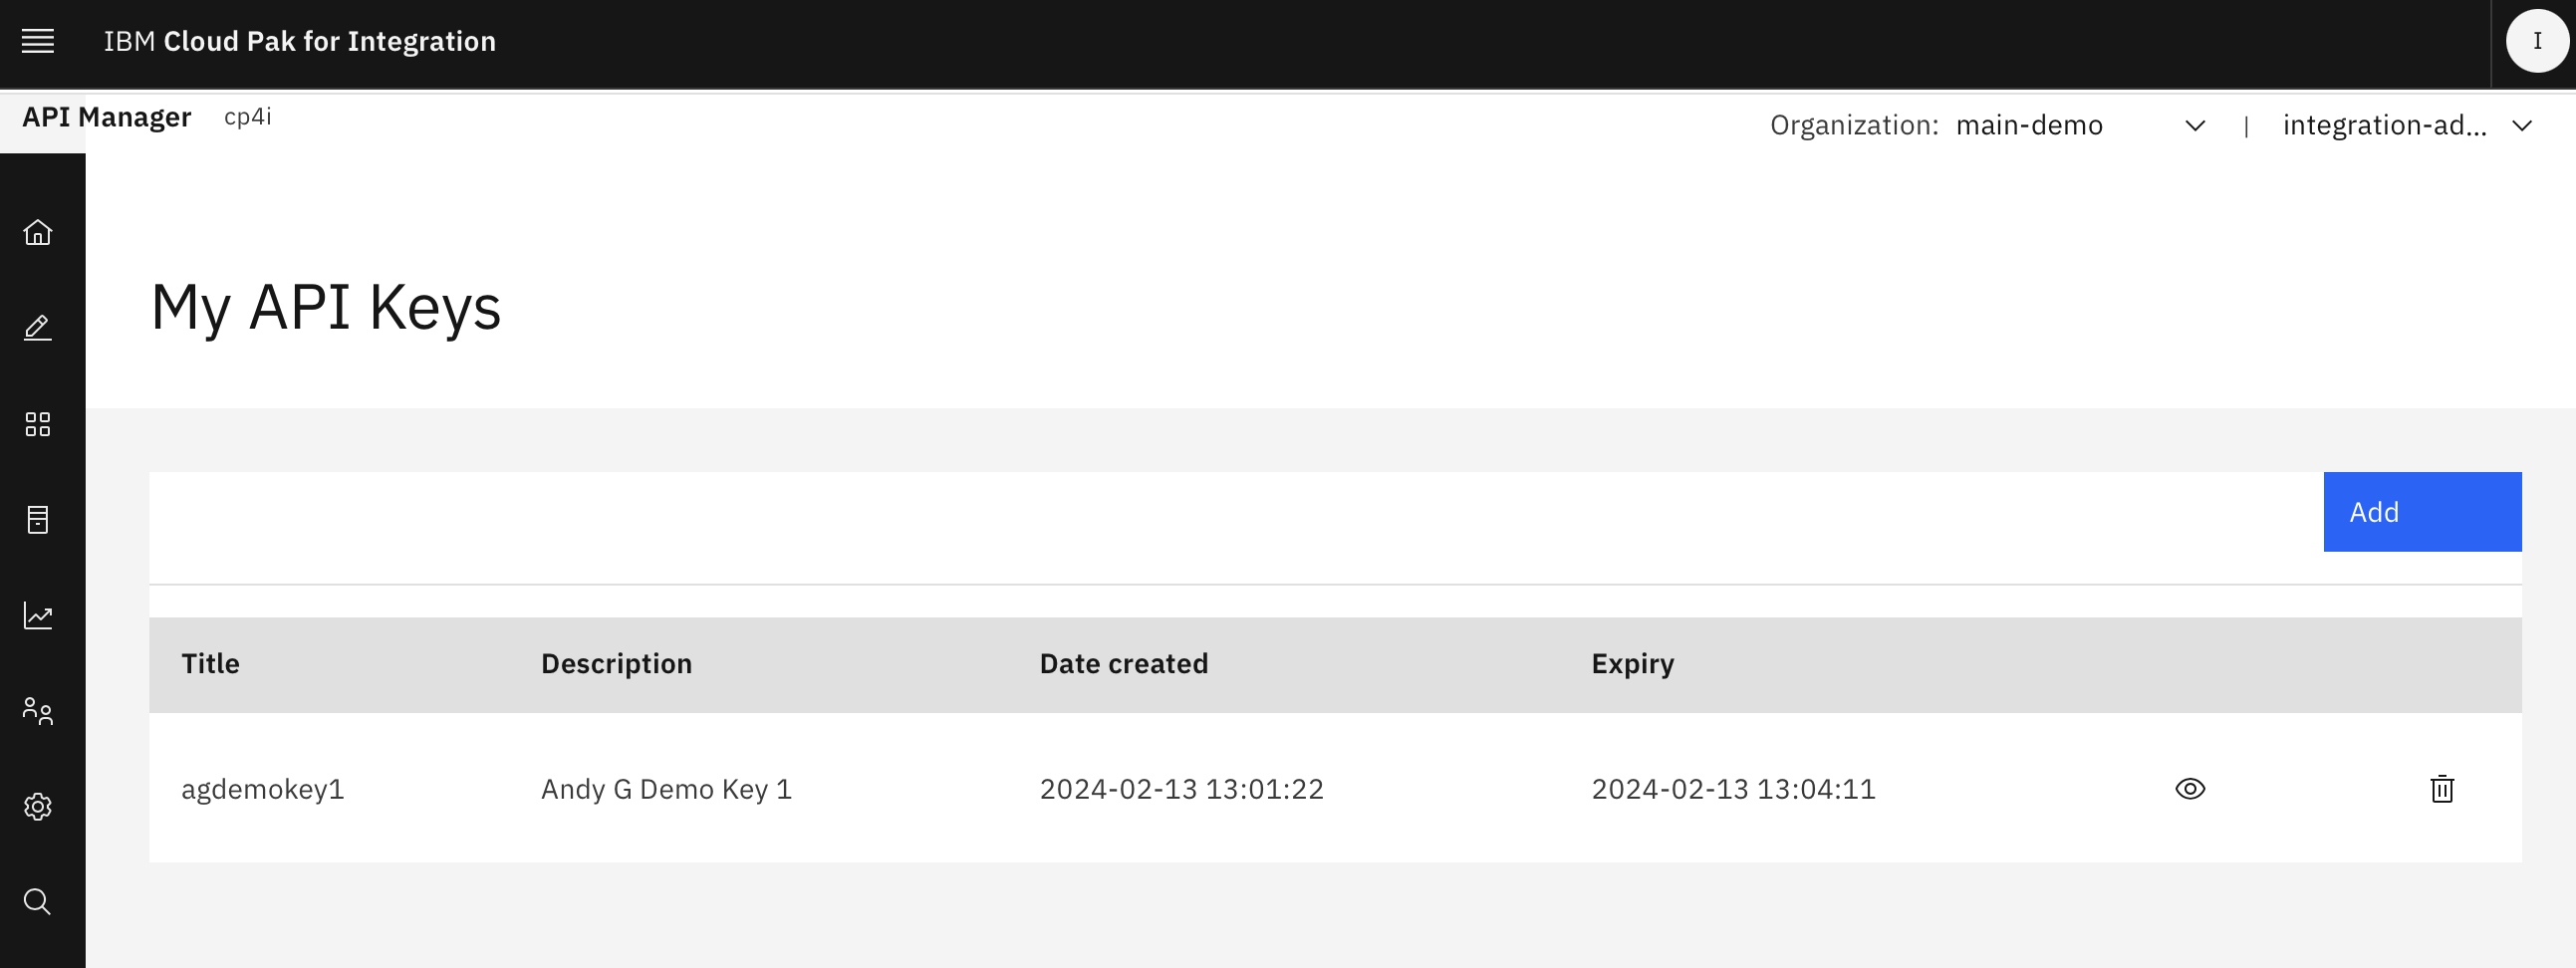 IBM Cloud Pak for Integration
I
API Manager cp4i
Organization: main-demo | integration-ad...
My API Keys
Add
Title Description Date created Expiry
agdemokey1 Andy G Demo Key 1 2024-02-13 13:01:22 2024-02-13 13:04:11